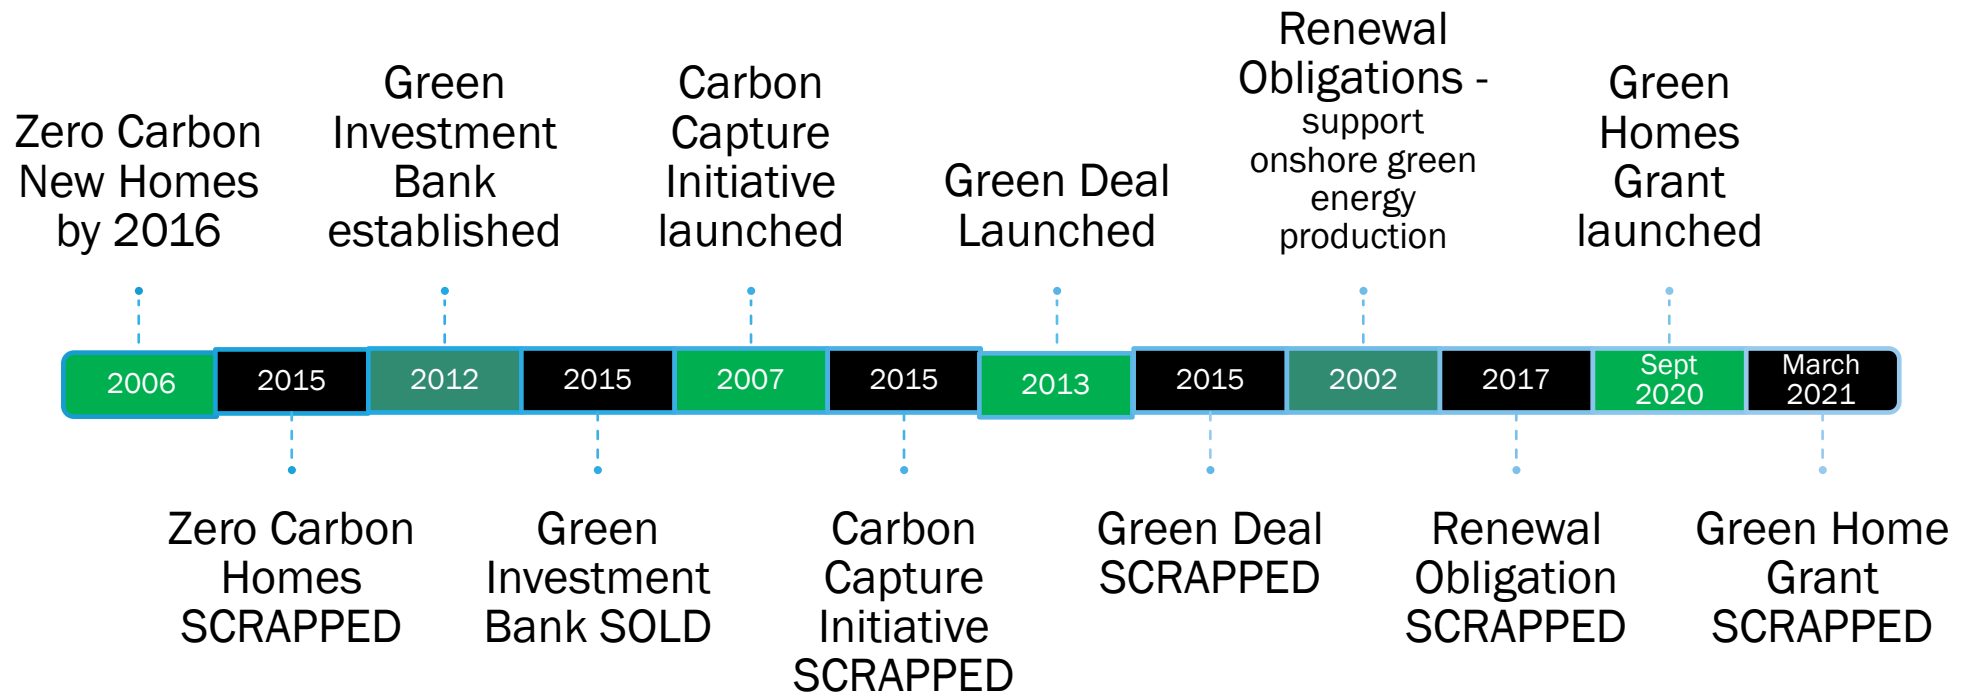 Zero Carbon
New Homes
by 2016
Green
Investment
Bank
established
Carbon
Capture
Initiative
launched
Green Deal
Launched
Renewal
Obligations -
support
onshore green
energy
production
Green
Homes
Grant
launched
2006
2015
2012
2015
2007
2015
2013
2015
2002
2017
Sept
2020
March
2021
Zero Carbon
Homes
SCRAPPED
Green
Investment
Bank SOLD
Carbon
Capture
Initiative
SCRAPPED
Green Deal
SCRAPPED
Renewal
Obligation
SCRAPPED
Green Home
Grant
SCRAPPED